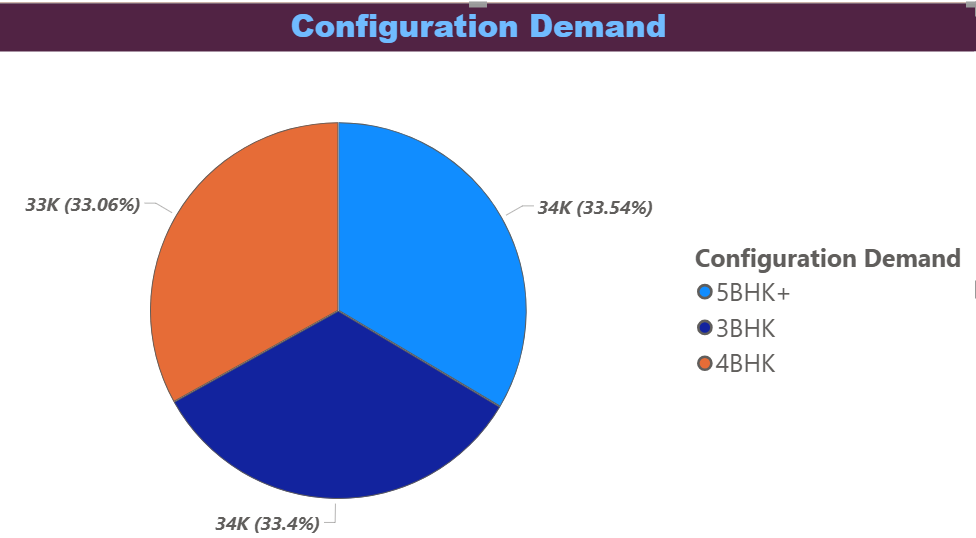 Configuration Demand
33K (33.06%)
34K (33.54%)
34K (33.4%)
Configuration Demand
5BHK+
3BHK
4BHK